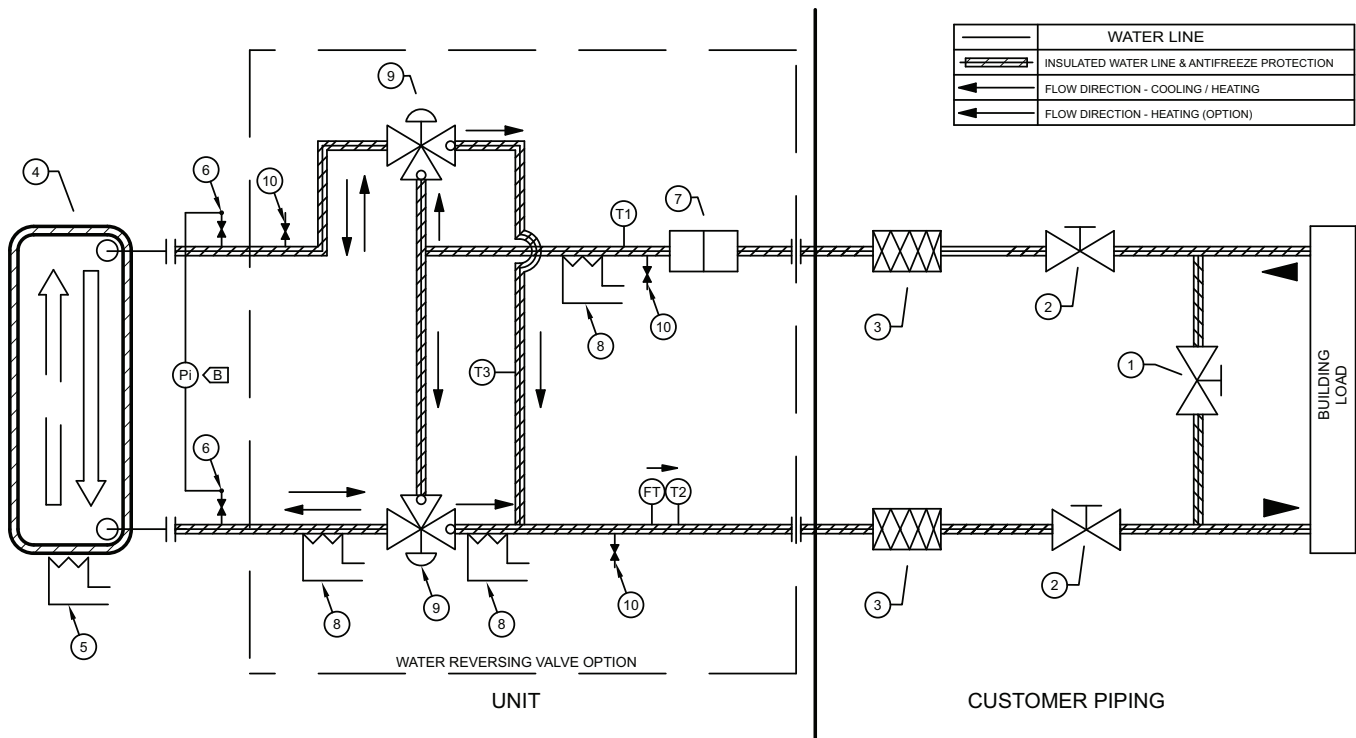 WATER LINE
INSULATED WATER LINE & ANTIFREEZE PROTECTION
FLOW DIRECTION - COOLING / HEATING
FLOW DIRECTION - HEATING (OPTION)
9
4
6
10
7
T1
3
2
8
10
1
BUILDING
LOAD
Pi
B
T3
6
FT
T2
5
8
9
8
10
3
2
WATER REVERSING VALVE OPTION
UNIT
CUSTOMER PIPING